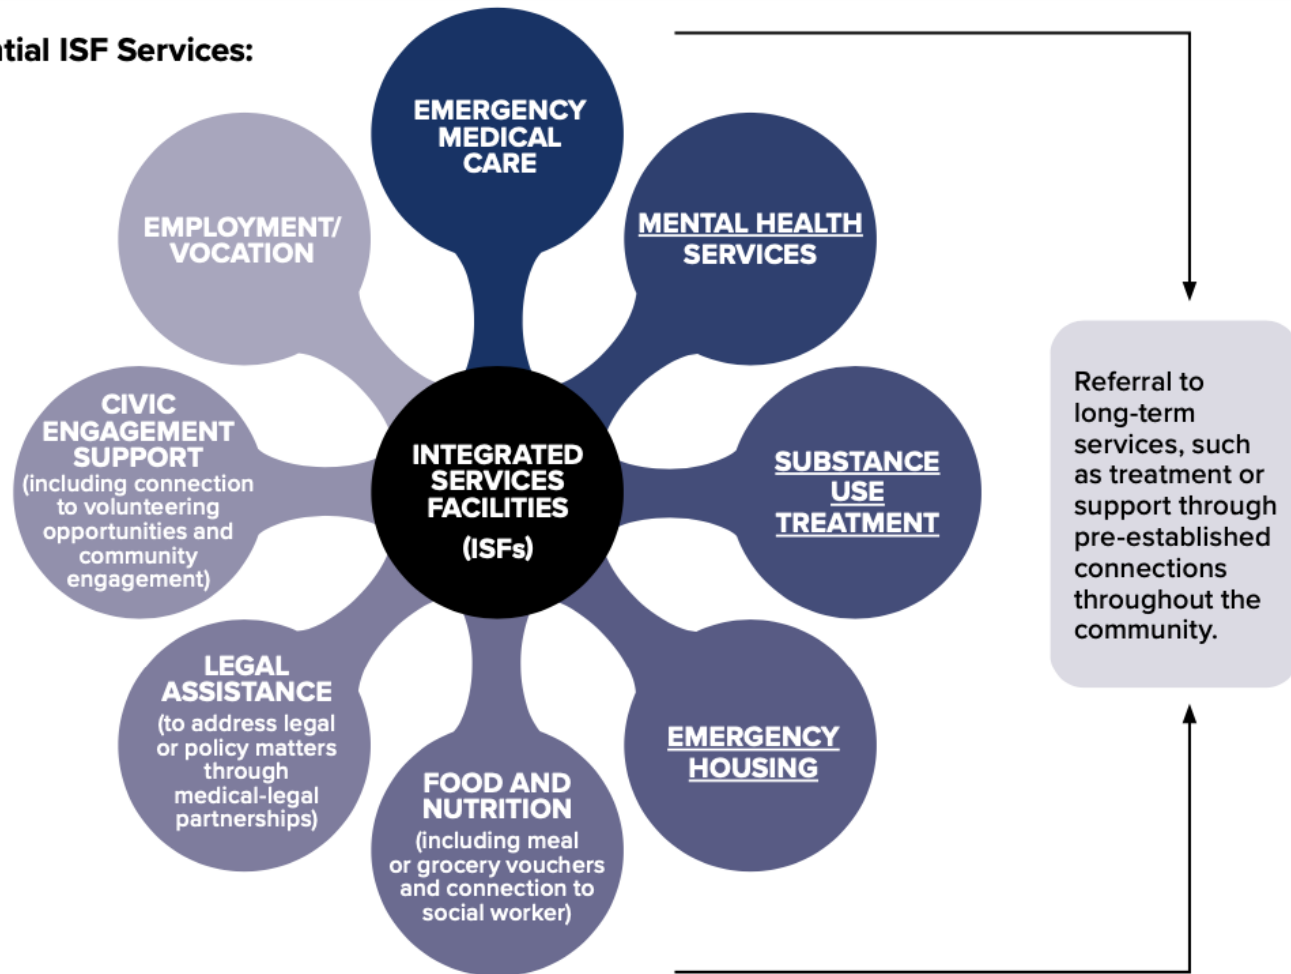 ISF Services:
EMERGENCY
MEDICAL
CARE
MENTAL HEALTH
SERVICES
SUBSTANCE
USE
TREATMENT
EMERGENCY
HOUSING
FOOD AND
NUTRITION
(including meal
or grocery vouchers
and connection to
social worker)
LEGAL
ASSISTANCE
(to address legal
or policy matters
through
medical-legal
partnerships)
CIVIC
ENGAGEMENT
SUPPORT
(including connection
to volunteering
opportunities and
community
engagement)
EMPLOYMENT/
VOCATION
INTEGRATED
SERVICES
FACILITIES
(ISFs)
Referral to
long-term
services, such
as treatment or
support through
pre-established
connections
throughout the
community.